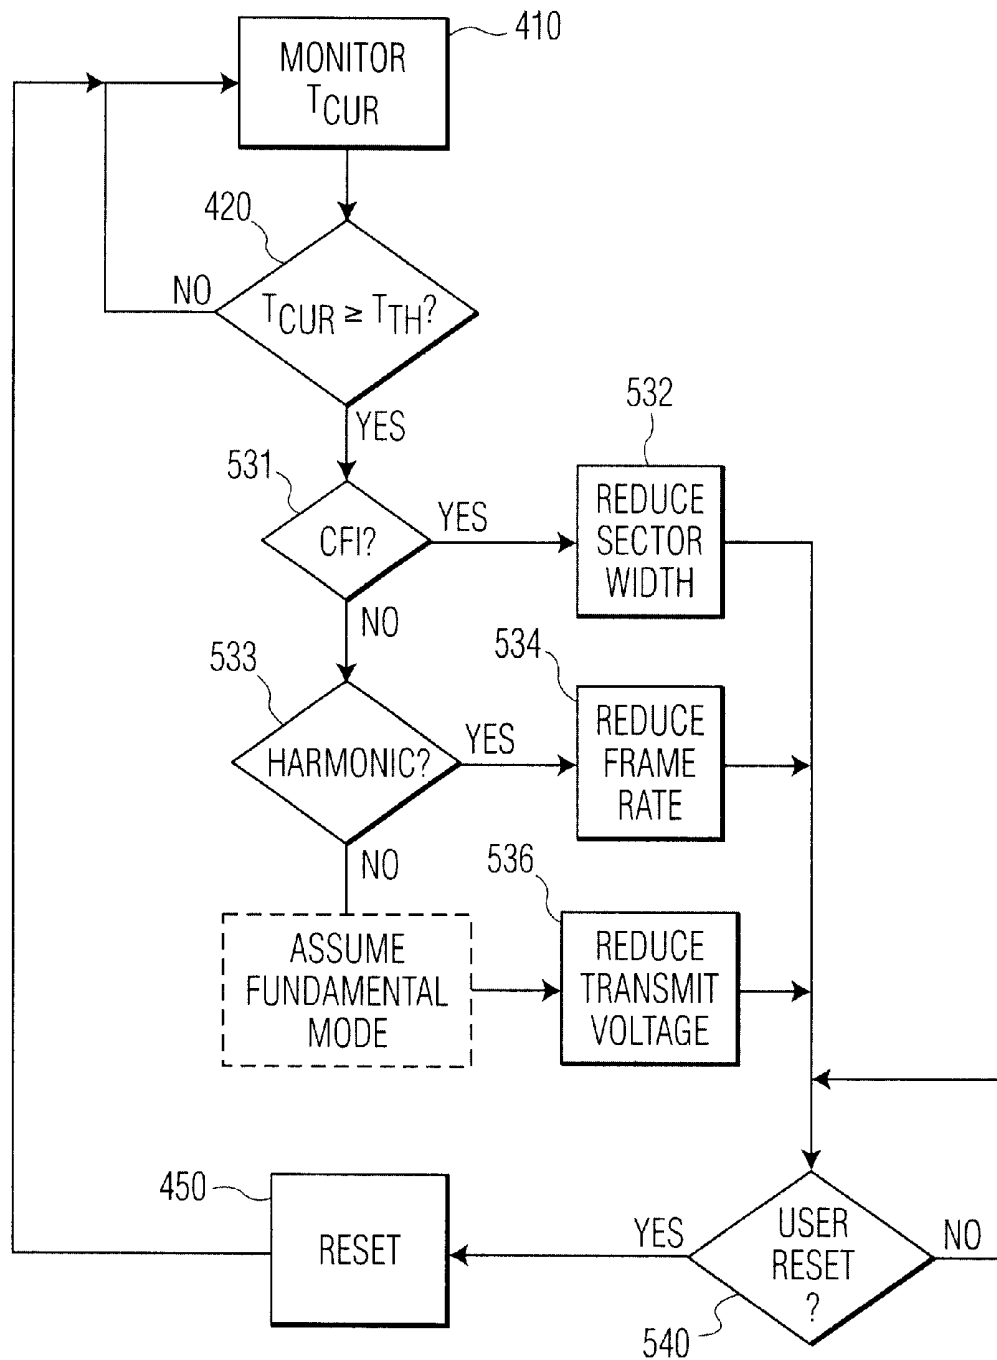 410
MONITOR
TCUR
420
NO
TCUR ≥ TTH?
YES
532
531
CFI?
YES
REDUCE
SECTOR
WIDTH
NO
534
533
HARMONIC?
YES
REDUCE
FRAME
RATE
NO
536
ASSUME
FUNDAMENTAL
MODE
REDUCE
TRANSMIT
VOLTAGE
450
RESET
YES
USER
RESET
?
NO
540